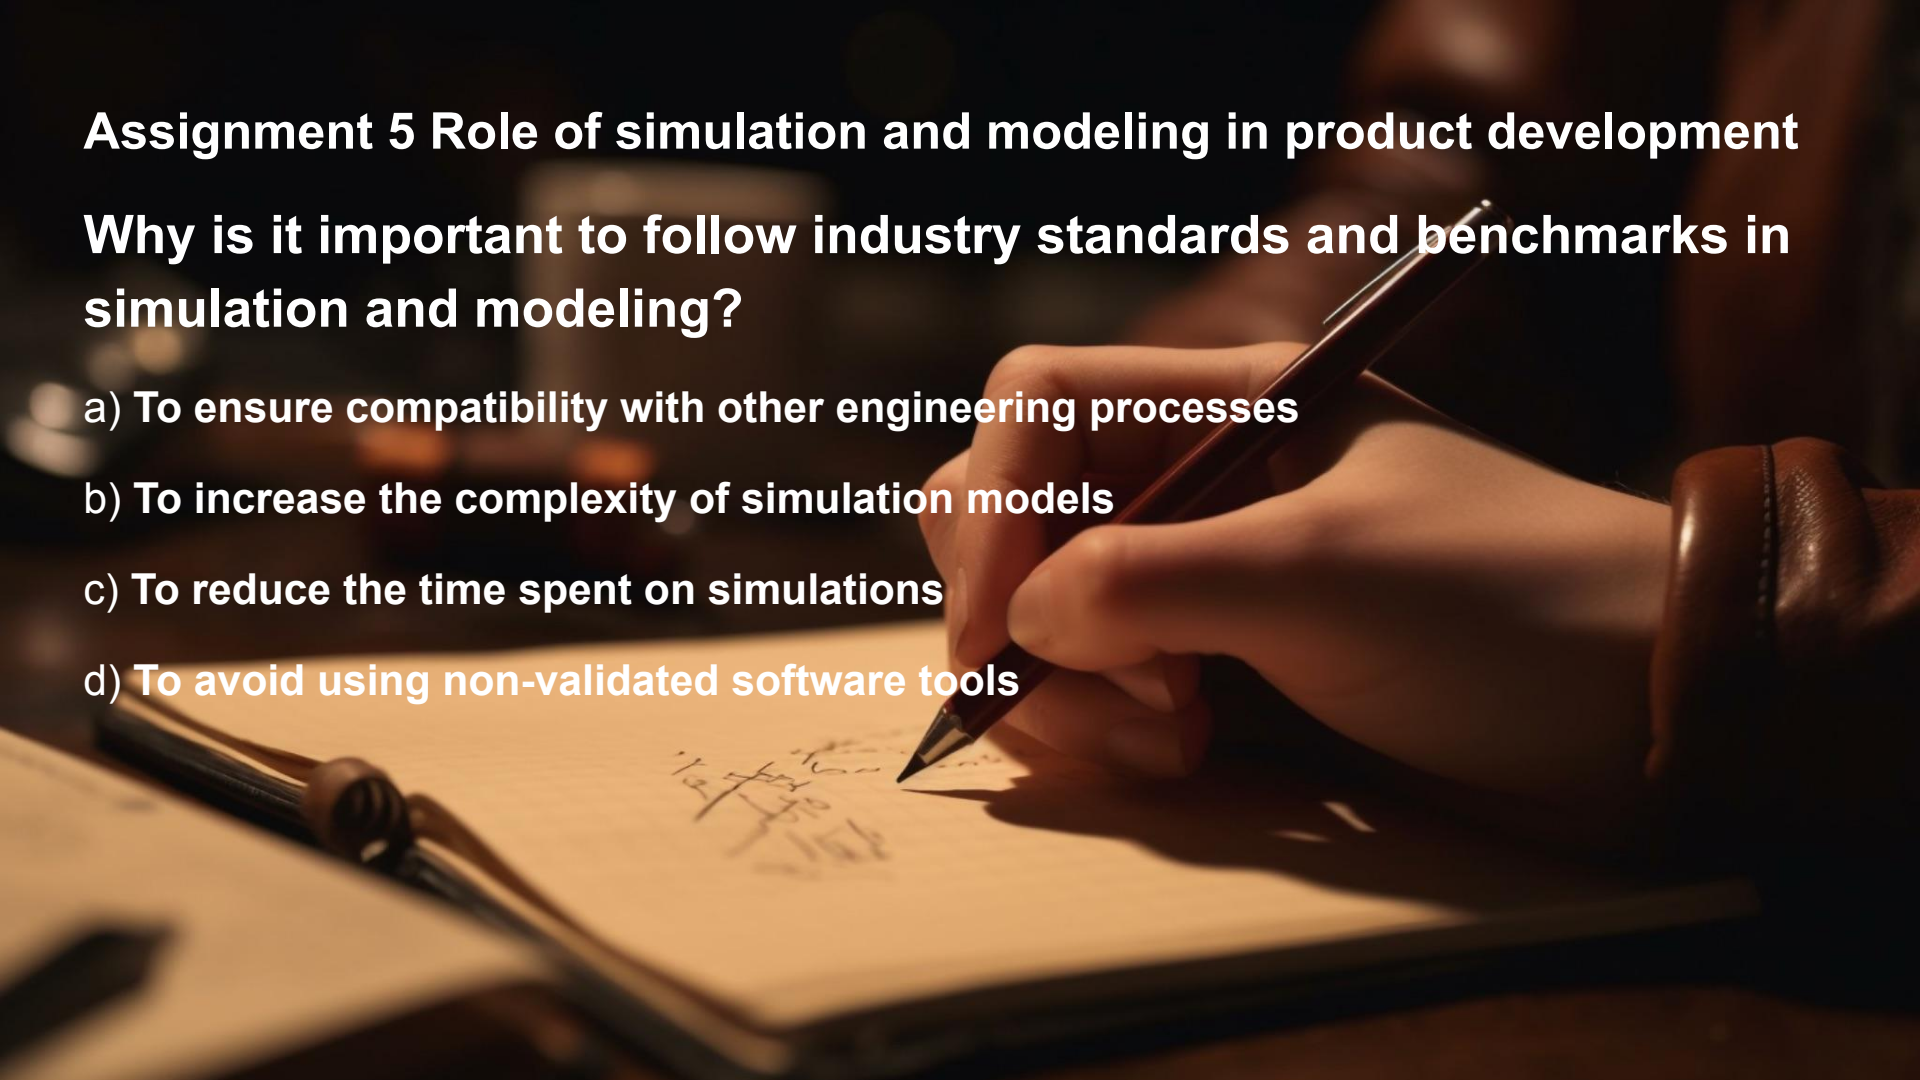 Assignment 5 Role of simulation and modeling in product development
Why is it important to follow industry standards and benchmarks in
simulation and modeling?
a) To ensure compatibility with other engineering processes
b) To increase the complexity of simulation models
c) To reduce the time spent on simulations
d) To avoid using non-validated software tools